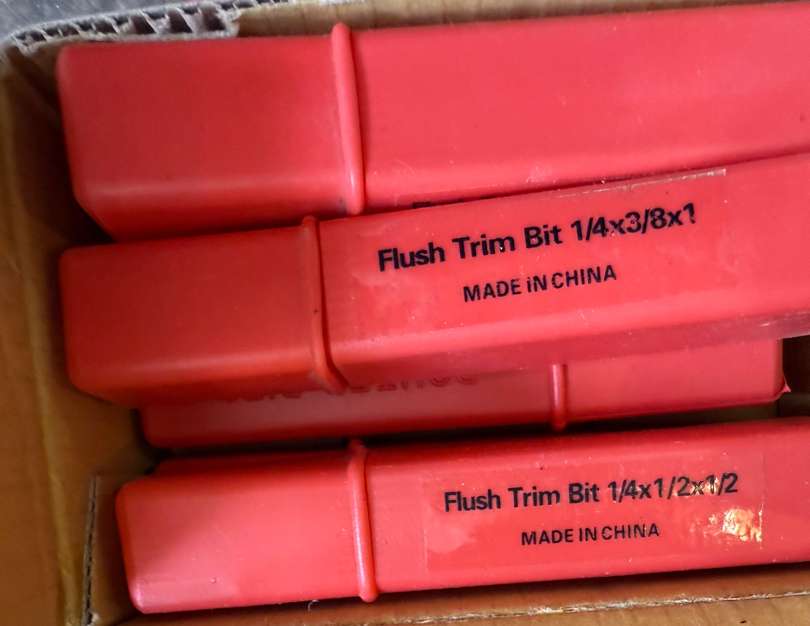 Flush Trim Bit 1/4x3/8x1
MADE iN CHINA
Flush Trim Bit 1/4x1/2x1/2
MADE IN CHINA